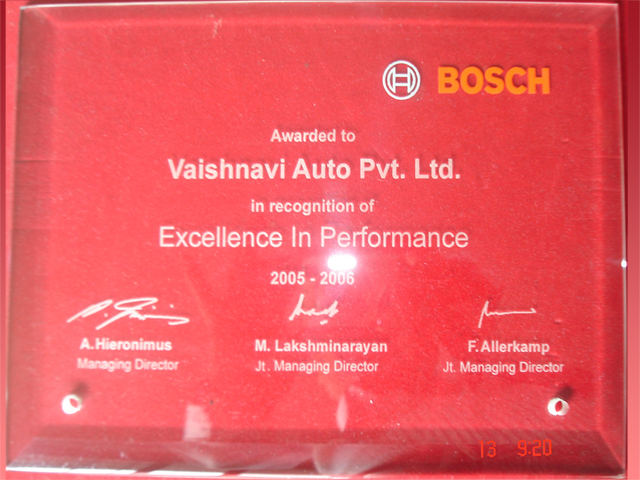 BOSCH
Awarded to
Vaishnavi Auto Pvt. Ltd.
in recognition of
Excellence In Performance
2005 - 2006
A. Hieronimus M. Lakshminarayan F. Allerkamp
Managing Director Jt. Managing Director Jt. Managing Director
13 9:20